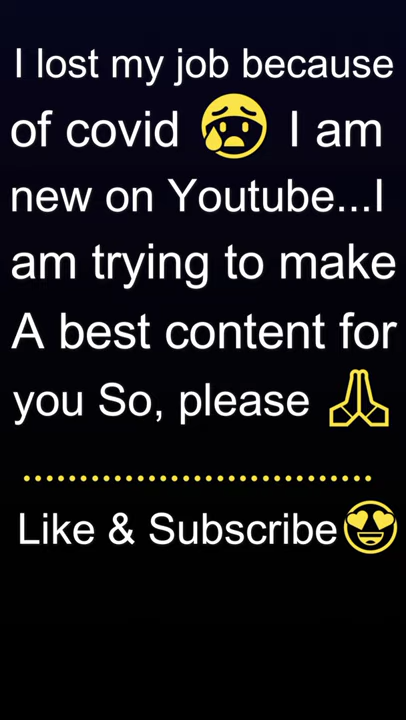 I lost my job because
of covid 😰 I am
new on Youtube...I
am trying to make
A best content for
you So, please 🙏
..............................
Like & Subscribe😍